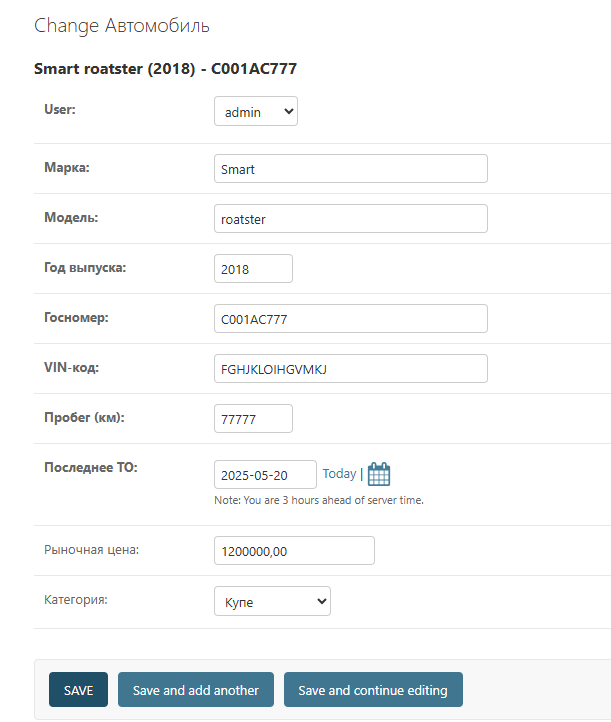 Change Автомобиль
Smart roatster (2018) - C001AC777
User: admin
Марка: Smart
Модель: roatster
Год выпуска: 2018
Госномер: C001AC777
VIN-код: FGHJKLOIHGVMKJ
Пробег (км): 77777
Последнее ТО: 2025-05-20 Today |
Note: You are 3 hours ahead of server time.
Рыночная цена: 1200000,00
Категория: Купе
SAVE Save and add another Save and continue editing